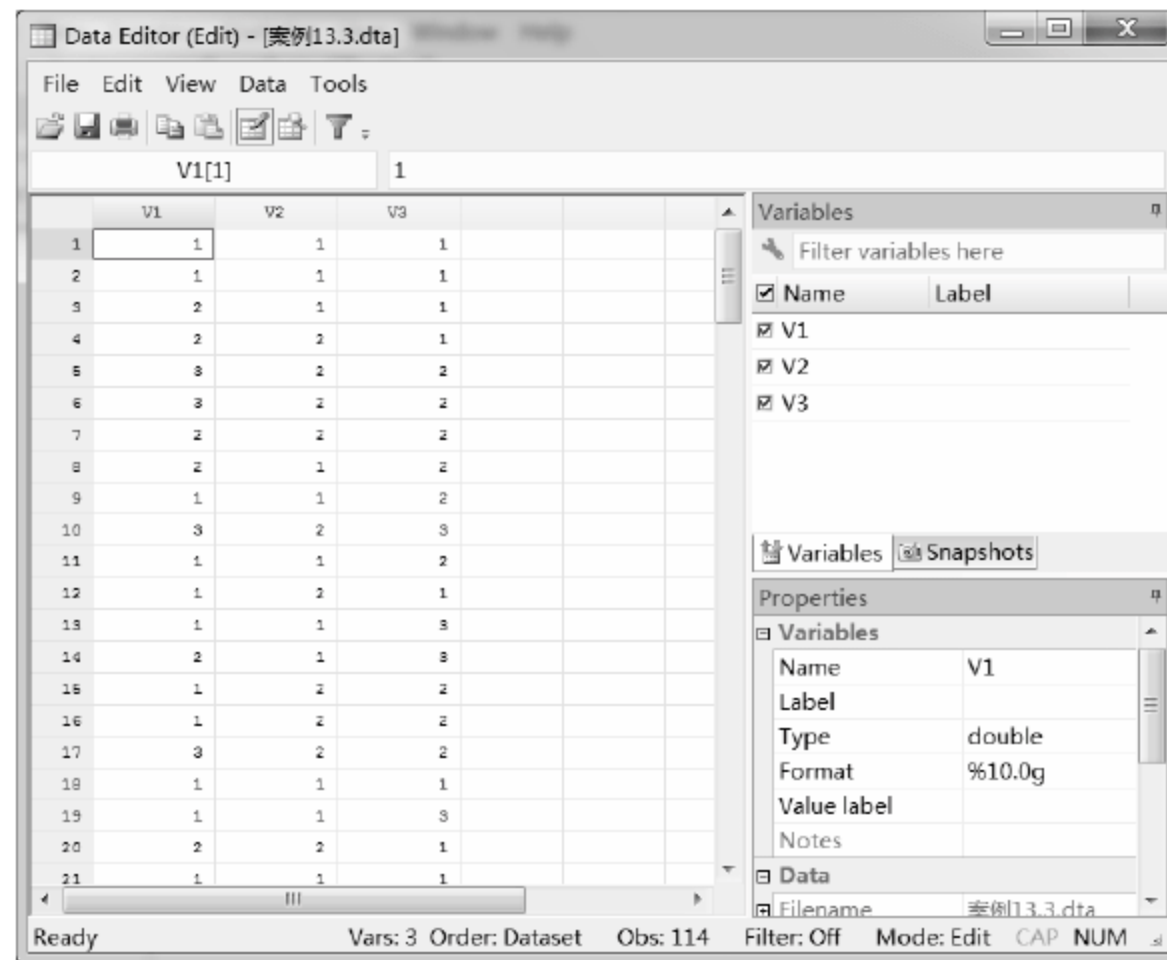 Data Editor (Edit) - [案例13.3.dta]
File Edit View Data Tools
V1[1] 1
V1 V2 V3
1 1 1 1
2 1 1 1
3 2 1 1
4 2 2 1
5 3 2 2
6 3 2 2
7 2 2 2
8 2 1 2
9 1 1 2
10 3 2 3
11 1 1 2
12 1 2 1
13 1 1 3
14 2 1 3
15 1 2 2
16 1 2 2
17 3 2 2
18 1 1 1
19 1 1 3
20 2 2 1
21 1 1 1
Variables
Filter variables here
Name Label
V1
V2
V3
Variables Snapshots
Properties
Variables
Name V1
Label
Type double
Format %10.0g
Value label
Notes
Data
Filename 案例13.3.dta
Ready Vars: 3 Order: Dataset Obs: 114 Filter: Off Mode: Edit CAP NUM